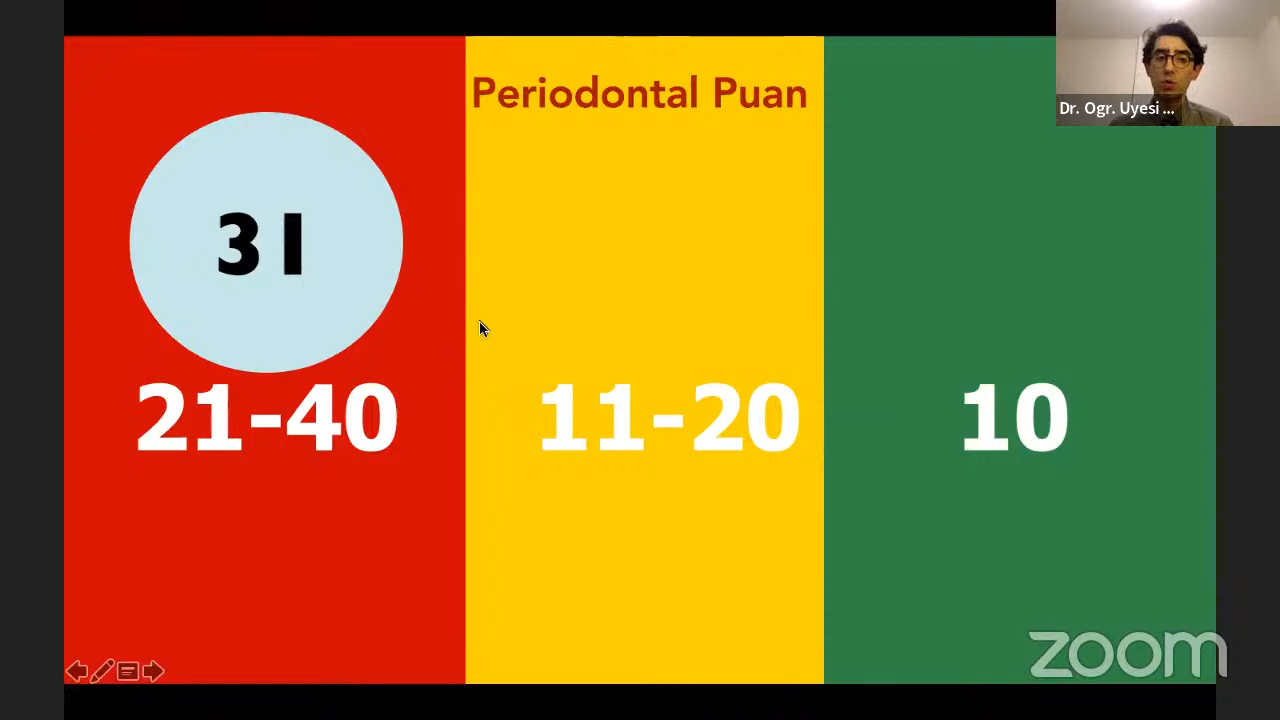 Periodontal Puan
31
21-40
11-20
10
Dr. Ogr. Uyesi ...
zoom